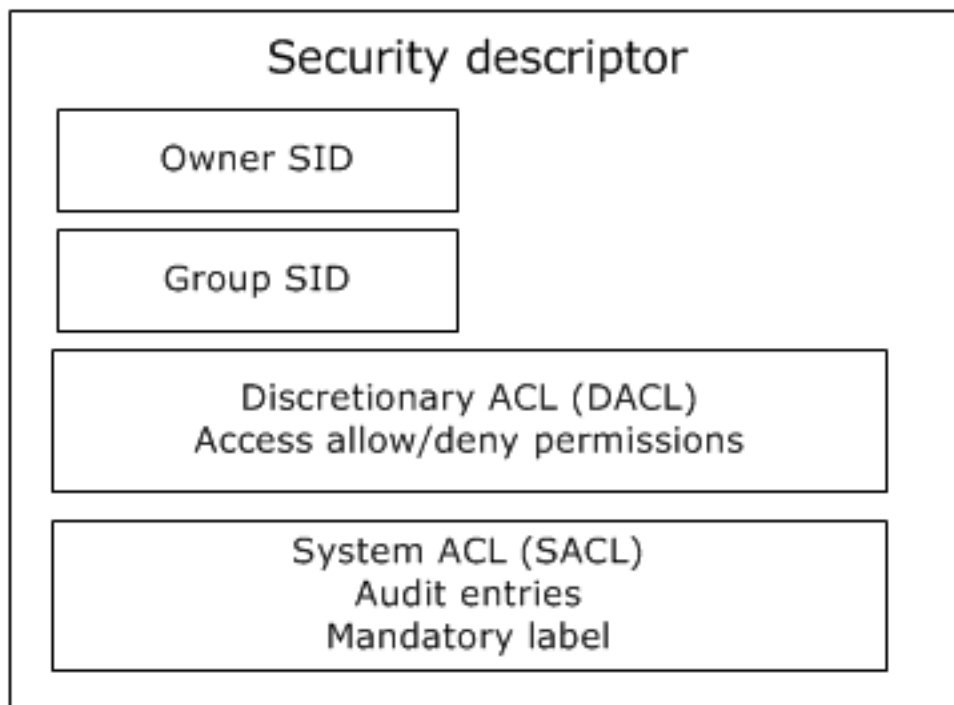 Security descriptor
Owner SID
Group SID
Discretionary ACL (DACL)
Access allow/deny permissions
System ACL (SACL)
Audit entries
Mandatory label